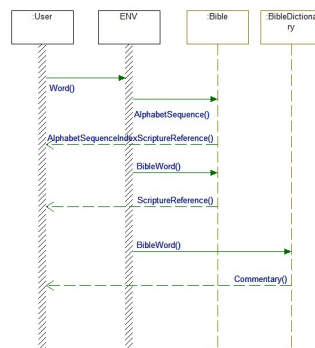 :User
ENV
:Bible
:BibleDictiona
ry
Word()
AlphabetSequence()
AlphabetSequenceIndexScriptureReference()
BibleWord()
ScriptureReference()
BibleWord()
Commentary()